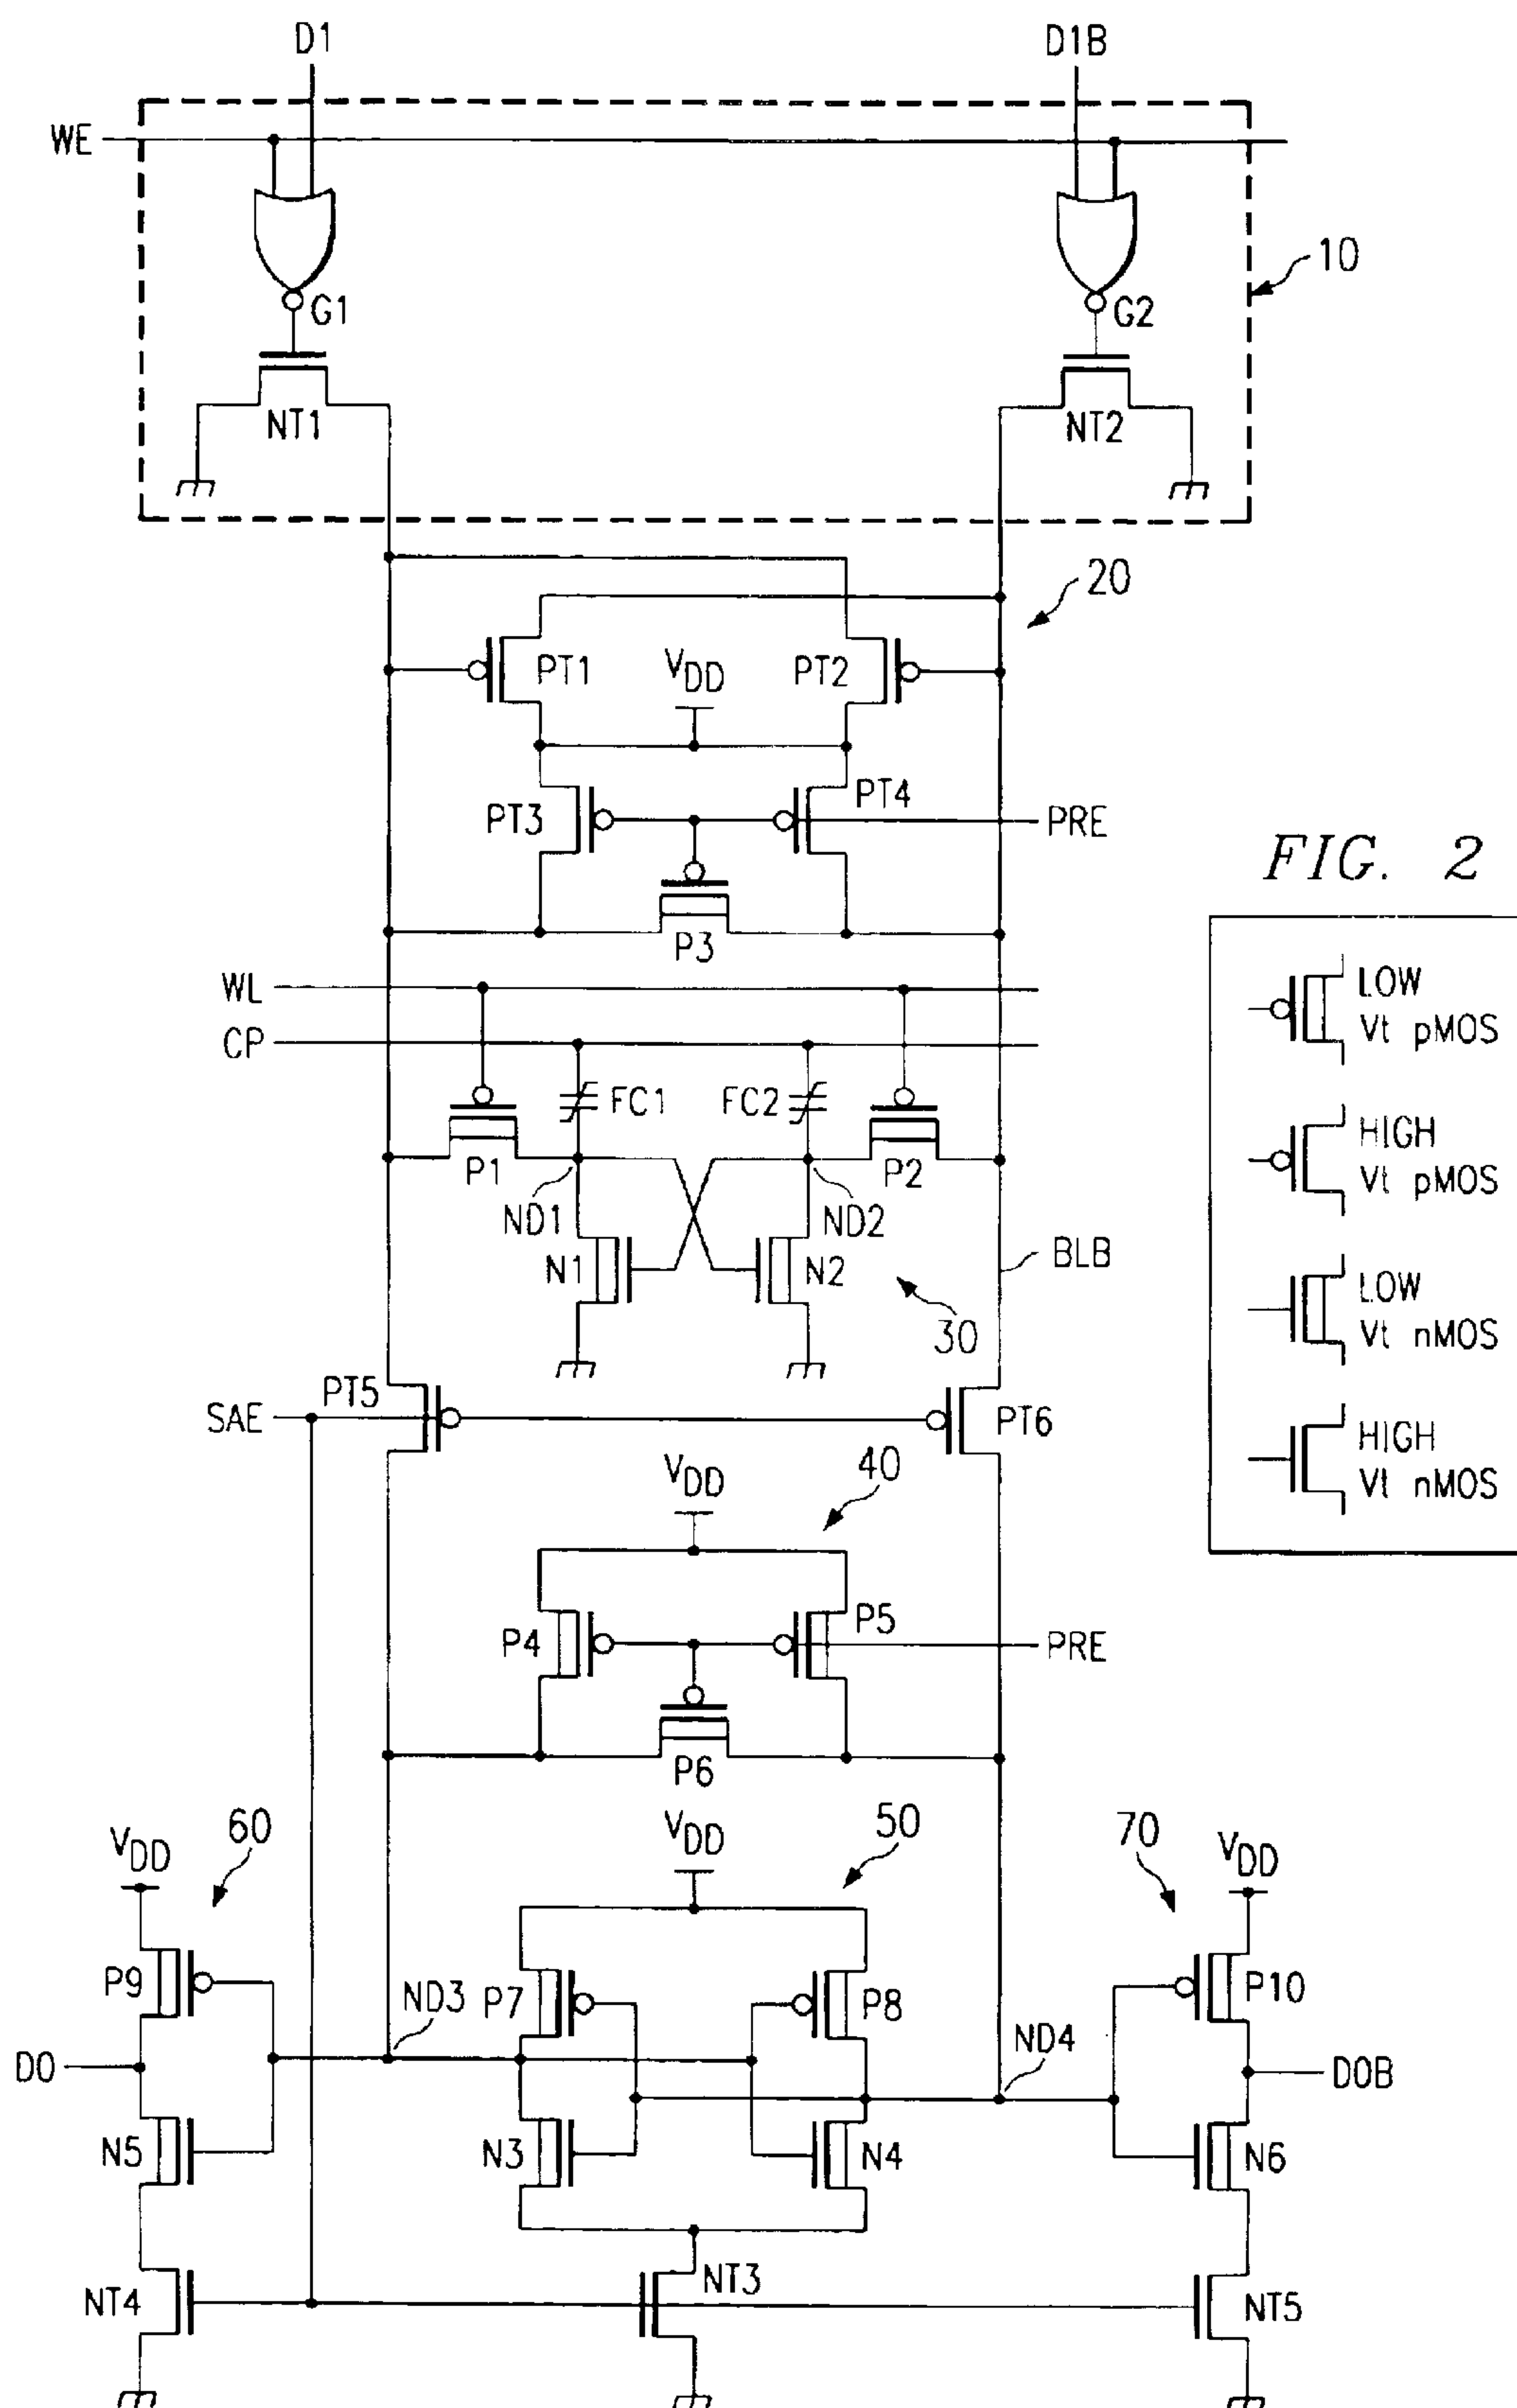 D1 D1B
WE
10
G1 G2
NT1 NT2
20
PT1 VDD PT2
PT3 PT4
PRE
P3
FIG. 2
WL
CP
FC1 FC2
P1 P2
ND1 ND2
N1 N2
BLB
30
LOW
Vt pMOS
HIGH
Vt pMOS
LOW
Vt nMOS
HIGH
Vt nMOS
PT5
SAE
PT6
VDD 40
P4 P5
PRE
P6
60 50 70
VDD VDD VDD
P9 ND3 P7 P8 P10
ND4
DO DOB
N5 N3 N4 N6
NT4 NT3 NT5